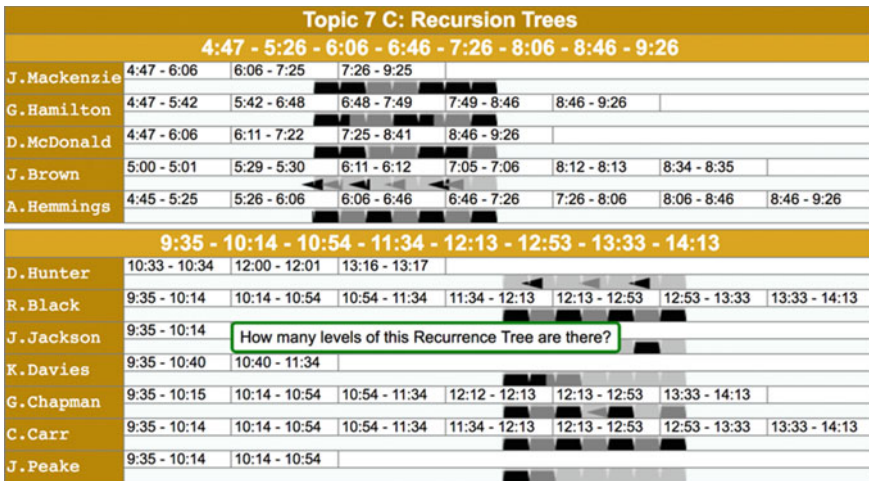 Topic 7 C: Recursion Trees
4:47 - 5:26 - 6:06 - 6:46 - 7:26 - 8:06 - 8:46 - 9:26
J.Mackenzie 4:47 - 6:06 6:06 - 7:25 7:26 - 9:25
G.Hamilton 4:47 - 5:42 5:42 - 6:48 6:48 - 7:49 7:49 - 8:46 8:46 - 9:26
D.McDonald 4:47 - 6:06 6:11 - 7:22 7:25 - 8:41 8:46 - 9:26
J.Brown 5:00 - 5:01 5:29 - 5:30 6:11 - 6:12 7:05 - 7:06 8:12 - 8:13 8:34 - 8:35
A.Hemmings 4:45 - 5:25 5:26 - 6:06 6:06 - 6:46 6:46 - 7:26 7:26 - 8:06 8:06 - 8:46 8:46 - 9:26
9:35 - 10:14 - 10:54 - 11:34 - 12:13 - 12:53 - 13:33 - 14:13
D.Hunter 10:33 - 10:34 12:00 - 12:01 13:16 - 13:17
R.Black 9:35 - 10:14 10:14 - 10:54 10:54 - 11:34 11:34 - 12:13 12:13 - 12:53 12:53 - 13:33 13:33 - 14:13
J.Jackson 9:35 - 10:14
How many levels of this Recurrence Tree are there?
K.Davies 9:35 - 10:40 10:40 - 11:34
G.Chapman 9:35 - 10:15 10:14 - 10:54 10:54 - 11:34 12:12 - 12:13 12:13 - 12:53 13:33 - 14:13
C.Carr 9:35 - 10:14 10:14 - 10:54 10:54 - 11:34 11:34 - 12:13 12:13 - 12:53 12:53 - 13:33 13:33 - 14:13
J.Peake 9:35 - 10:14 10:14 - 10:54